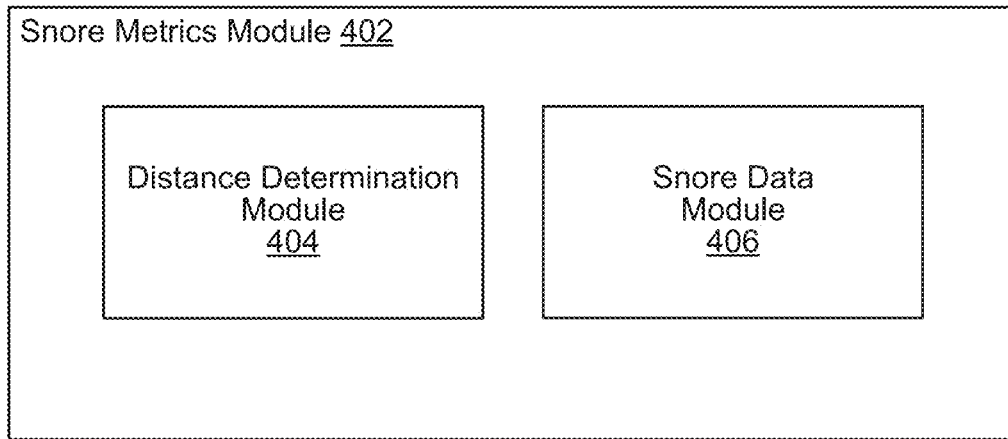 Snore Metrics Module 402
Distance Determination
Module
404
Snore Data
Module
406